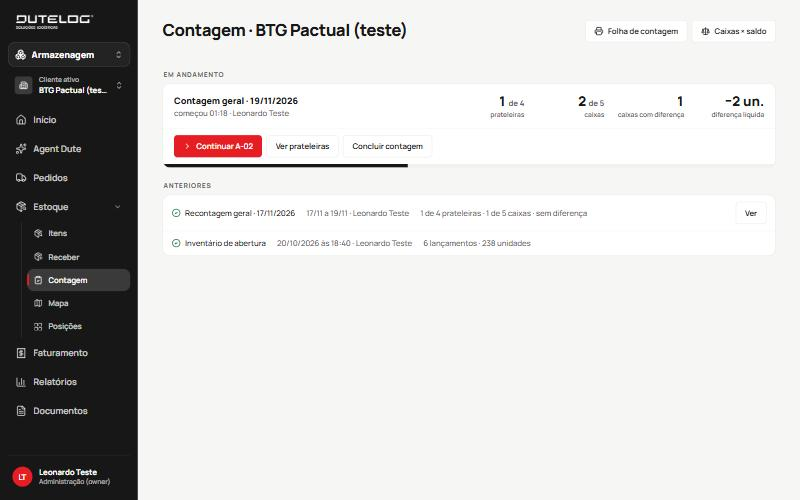 DUTELOG
SOLUÇÕES LOGÍSTICAS
Armazenagem
Cliente ativo
BTG Pactual (tes...
Início
Agent Dute
Pedidos
Estoque
Itens
Receber
Contagem
Mapa
Posições
Faturamento
Relatórios
Documentos
LT
Leonardo Teste
Administração (owner)
Contagem · BTG Pactual (teste)
Folha de contagem
Caixas × saldo
EM ANDAMENTO
Contagem geral · 19/11/2026
começou 01:18 · Leonardo Teste
1 de 4
prateleiras
2 de 5
caixas
1
caixas com diferença
−2 un.
diferença líquida
Continuar A-02
Ver prateleiras
Concluir contagem
ANTERIORES
Recontagem geral · 17/11/2026 17/11 a 19/11 · Leonardo Teste 1 de 4 prateleiras · 1 de 5 caixas · sem diferença
Ver
Inventário de abertura 20/10/2026 às 18:40 · Leonardo Teste 6 lançamentos · 238 unidades